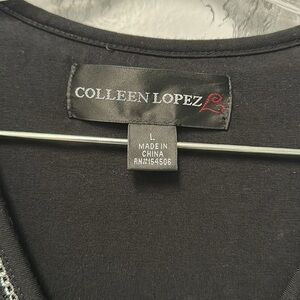 COLLEEN LOPEZ
L
MADE IN
CHINA
RN#154506